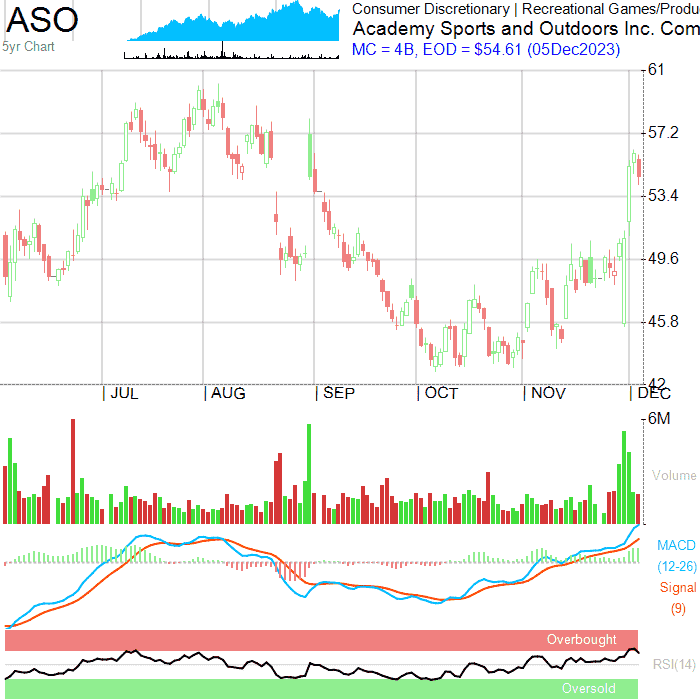 ASO
5yr Chart
Consumer Discretionary | Recreational Games/Produ
Academy Sports and Outdoors Inc. Com
MC = 4B, EOD = $54.61 (05Dec2023)
61
57.2
53.4
49.6
45.8
42
| JUL | AUG | SEP | OCT | NOV | DEC
6M
Volume
MACD
(12-26)
Signal
(9)
Overbought
RSI(14)
Oversold